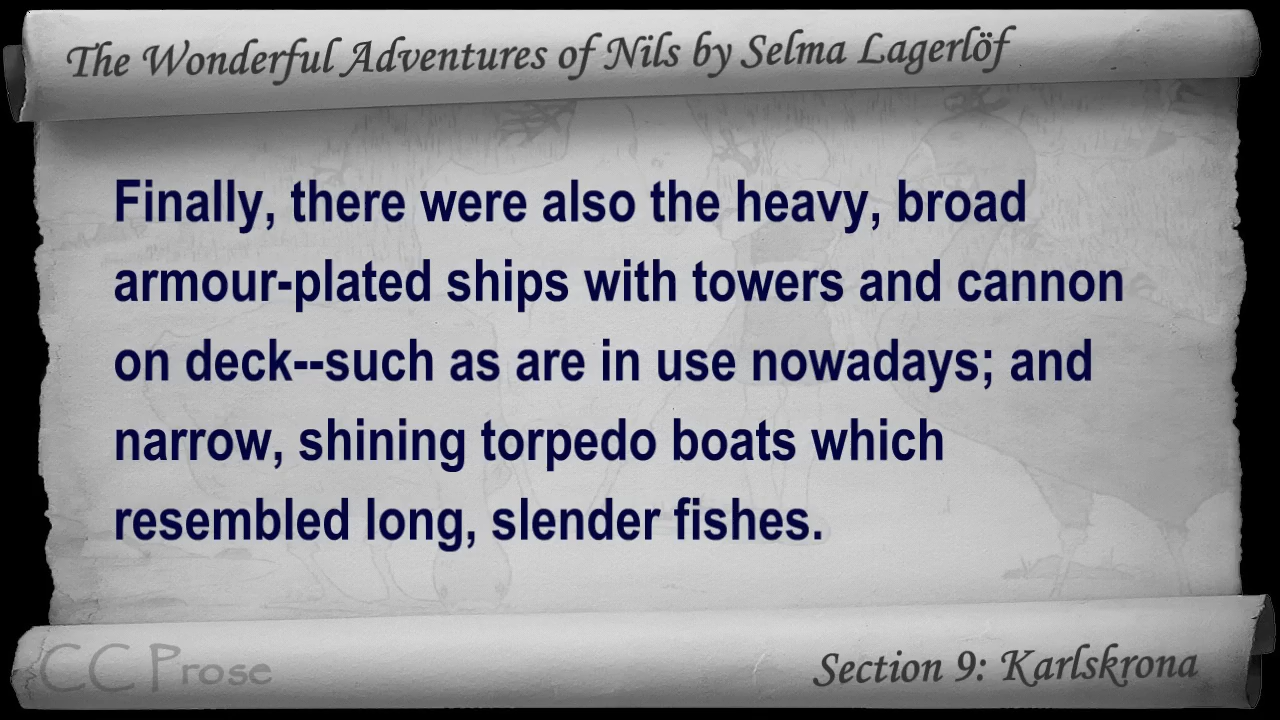 The Wonderful Adventures of Nils by Selma Lagerlöf
Finally, there were also the heavy, broad
armour-plated ships with towers and cannon
on deck--such as are in use nowadays; and
narrow, shining torpedo boats which
resembled long, slender fishes.
CC Prose
Section 9: Karlskrona